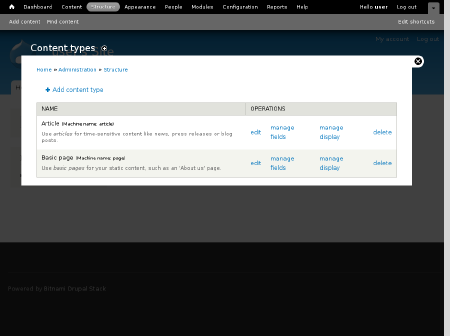 Dashboard Content Structure Appearance People Modules Configuration Reports Help Hello user Log out
Add content Find content Edit shortcuts
My account Log out
Content types
Home » Administration » Structure
+ Add content type
NAME OPERATIONS
Article (Machine name: article)
Use articles for time-sensitive content like news, press releases or blog
posts.
edit manage fields manage display delete
Basic page (Machine name: page)
Use basic pages for your static content, such as an 'About us' page.
edit manage fields manage display delete
Powered by Bitnami Drupal Stack